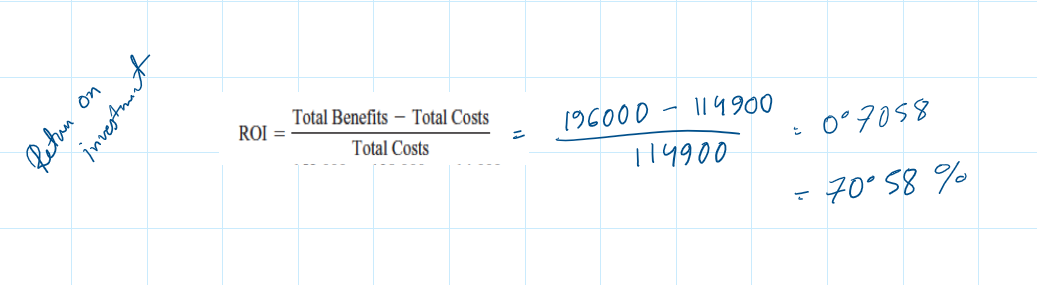 Return on
investment
ROI = Total Benefits − Total Costs / Total Costs = 196000 - 114900 / 114900 = 0.7058
= 70.58 %